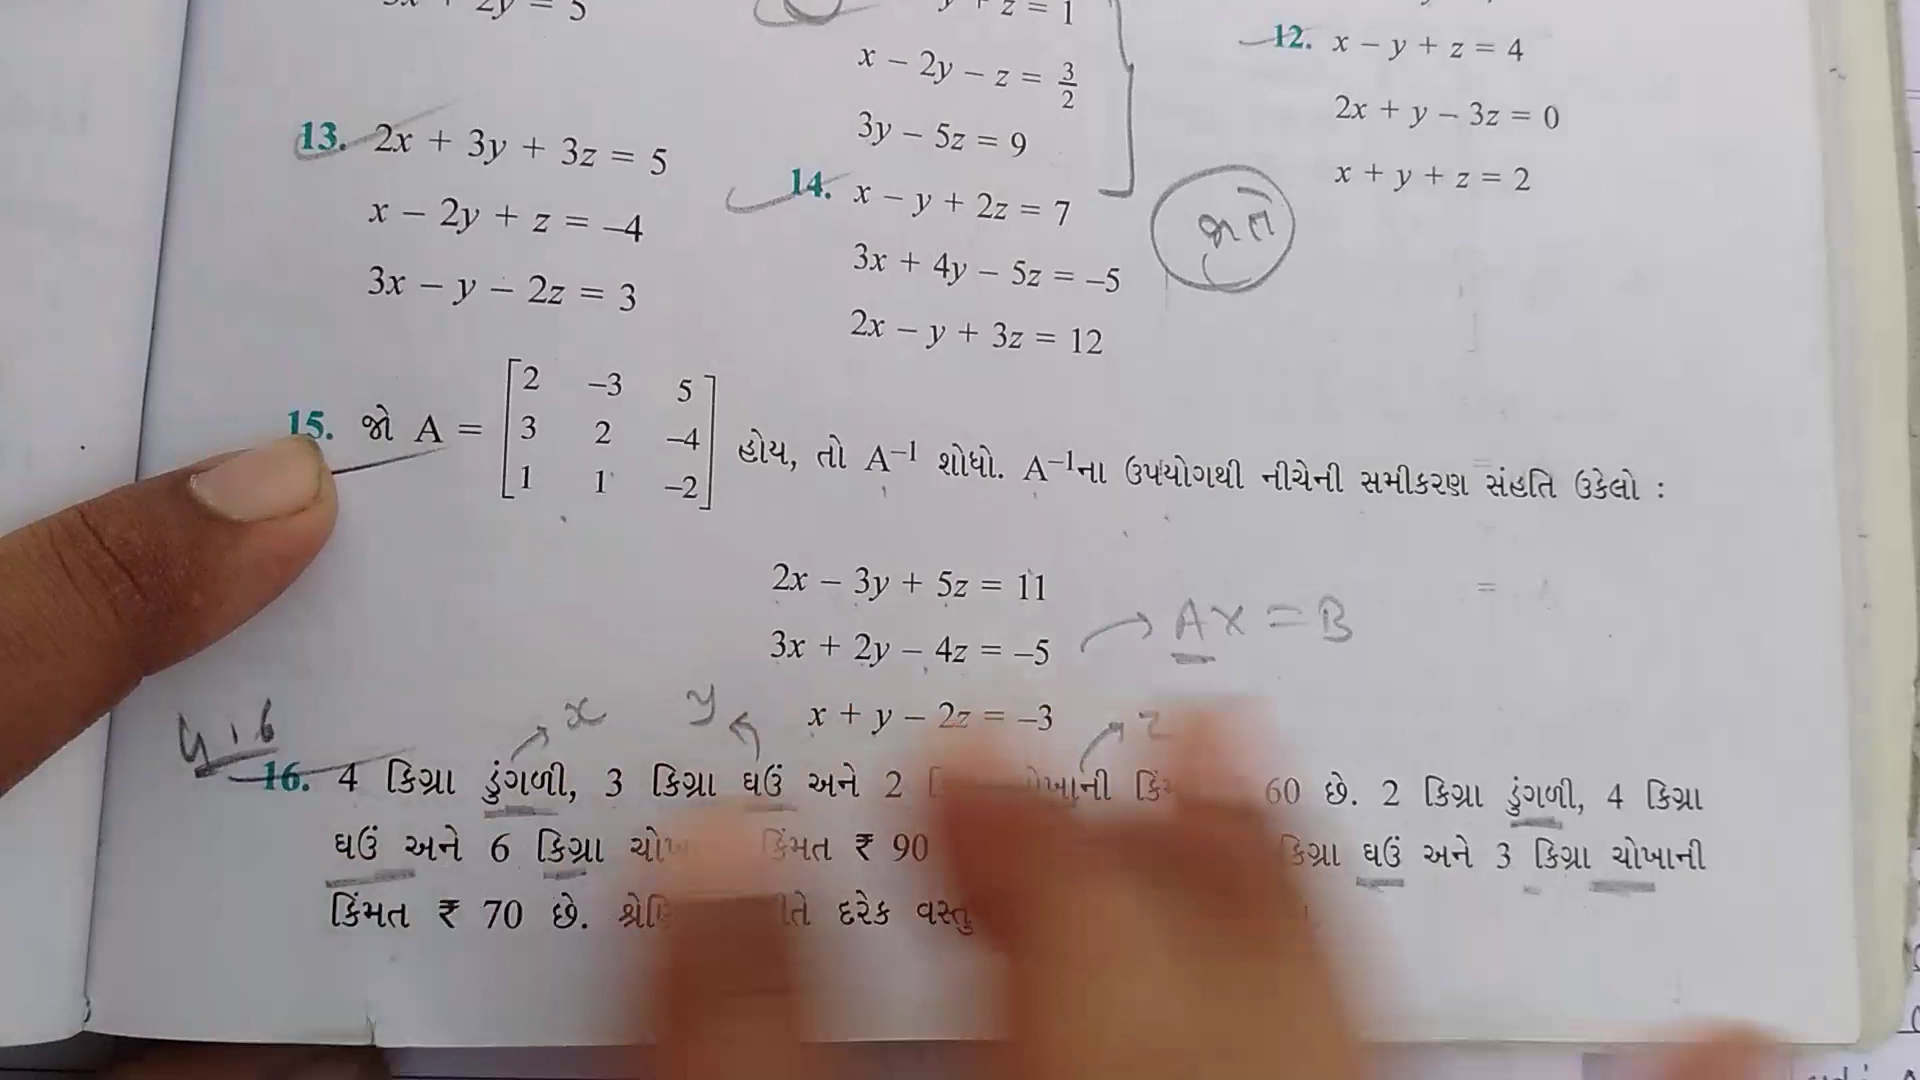 y + z = 1
x – 2y – z = 3/2
3y – 5z = 9
12. x – y + z = 4
2x + y – 3z = 0
x + y + z = 2
13. 2x + 3y + 3z = 5
x – 2y + z = –4
3x – y – 2z = 3
14. x – y + 2z = 7
3x + 4y – 5z = –5
2x – y + 3z = 12
જાતે
15. જો A = [2 –3 5
3 2 –4
1 1 –2] હોય, તો A⁻¹ શોધો. A⁻¹ના ઉપયોગથી નીચેની સમીકરણ સંહતિ ઉકેલો :
2x – 3y + 5z = 11
3x + 2y – 4z = –5
AX = B
x + y – 2z = –3
x y z
16. 4 કિગ્રા ડુંગળી, 3 કિગ્રા ઘઉં અને 2 60 છે. 2 કિગ્રા ડુંગળી, 4 કિગ્રા
ઘઉં અને 6 કિગ્રા કિંમત ₹ 90 કિગ્રા ઘઉં અને 3 કિગ્રા ચોખાની
કિંમત ₹ 70 છે. દરેક વસ્તુ